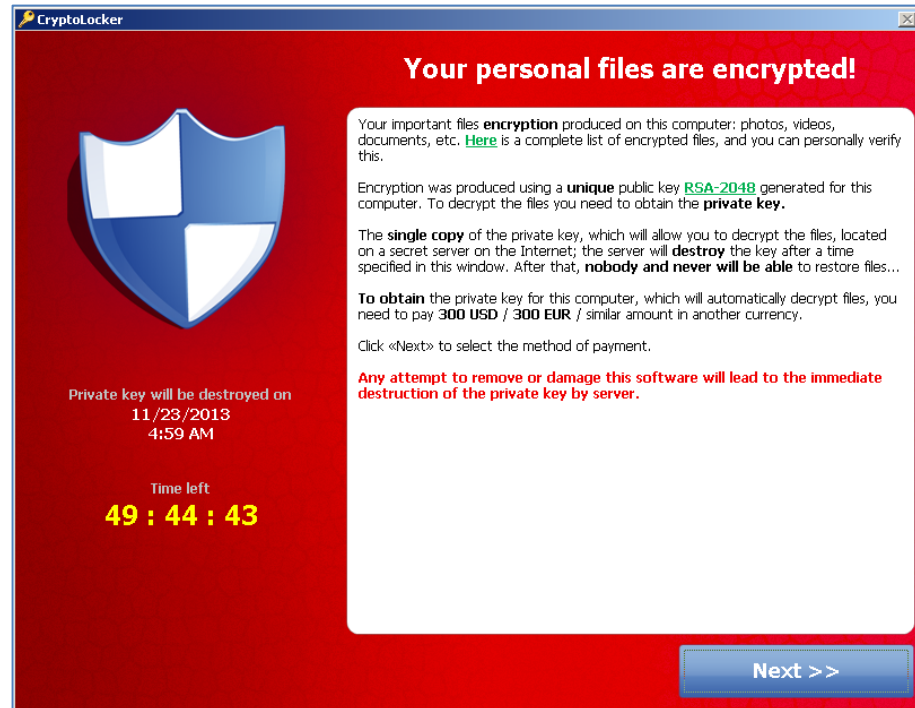 CryptoLocker
Your personal files are encrypted!
Your important files encryption produced on this computer: photos, videos,
documents, etc. Here is a complete list of encrypted files, and you can personally verify
this.
Encryption was produced using a unique public key RSA-2048 generated for this
computer. To decrypt the files you need to obtain the private key.
The single copy of the private key, which will allow you to decrypt the files, located
on a secret server on the Internet; the server will destroy the key after a time
specified in this window. After that, nobody and never will be able to restore files...
To obtain the private key for this computer, which will automatically decrypt files, you
need to pay 300 USD / 300 EUR / similar amount in another currency.
Click «Next» to select the method of payment.
Any attempt to remove or damage this software will lead to the immediate
destruction of the private key by server.
Private key will be destroyed on
11/23/2013
4:59 AM
Time left
49 : 44 : 43
Next >>